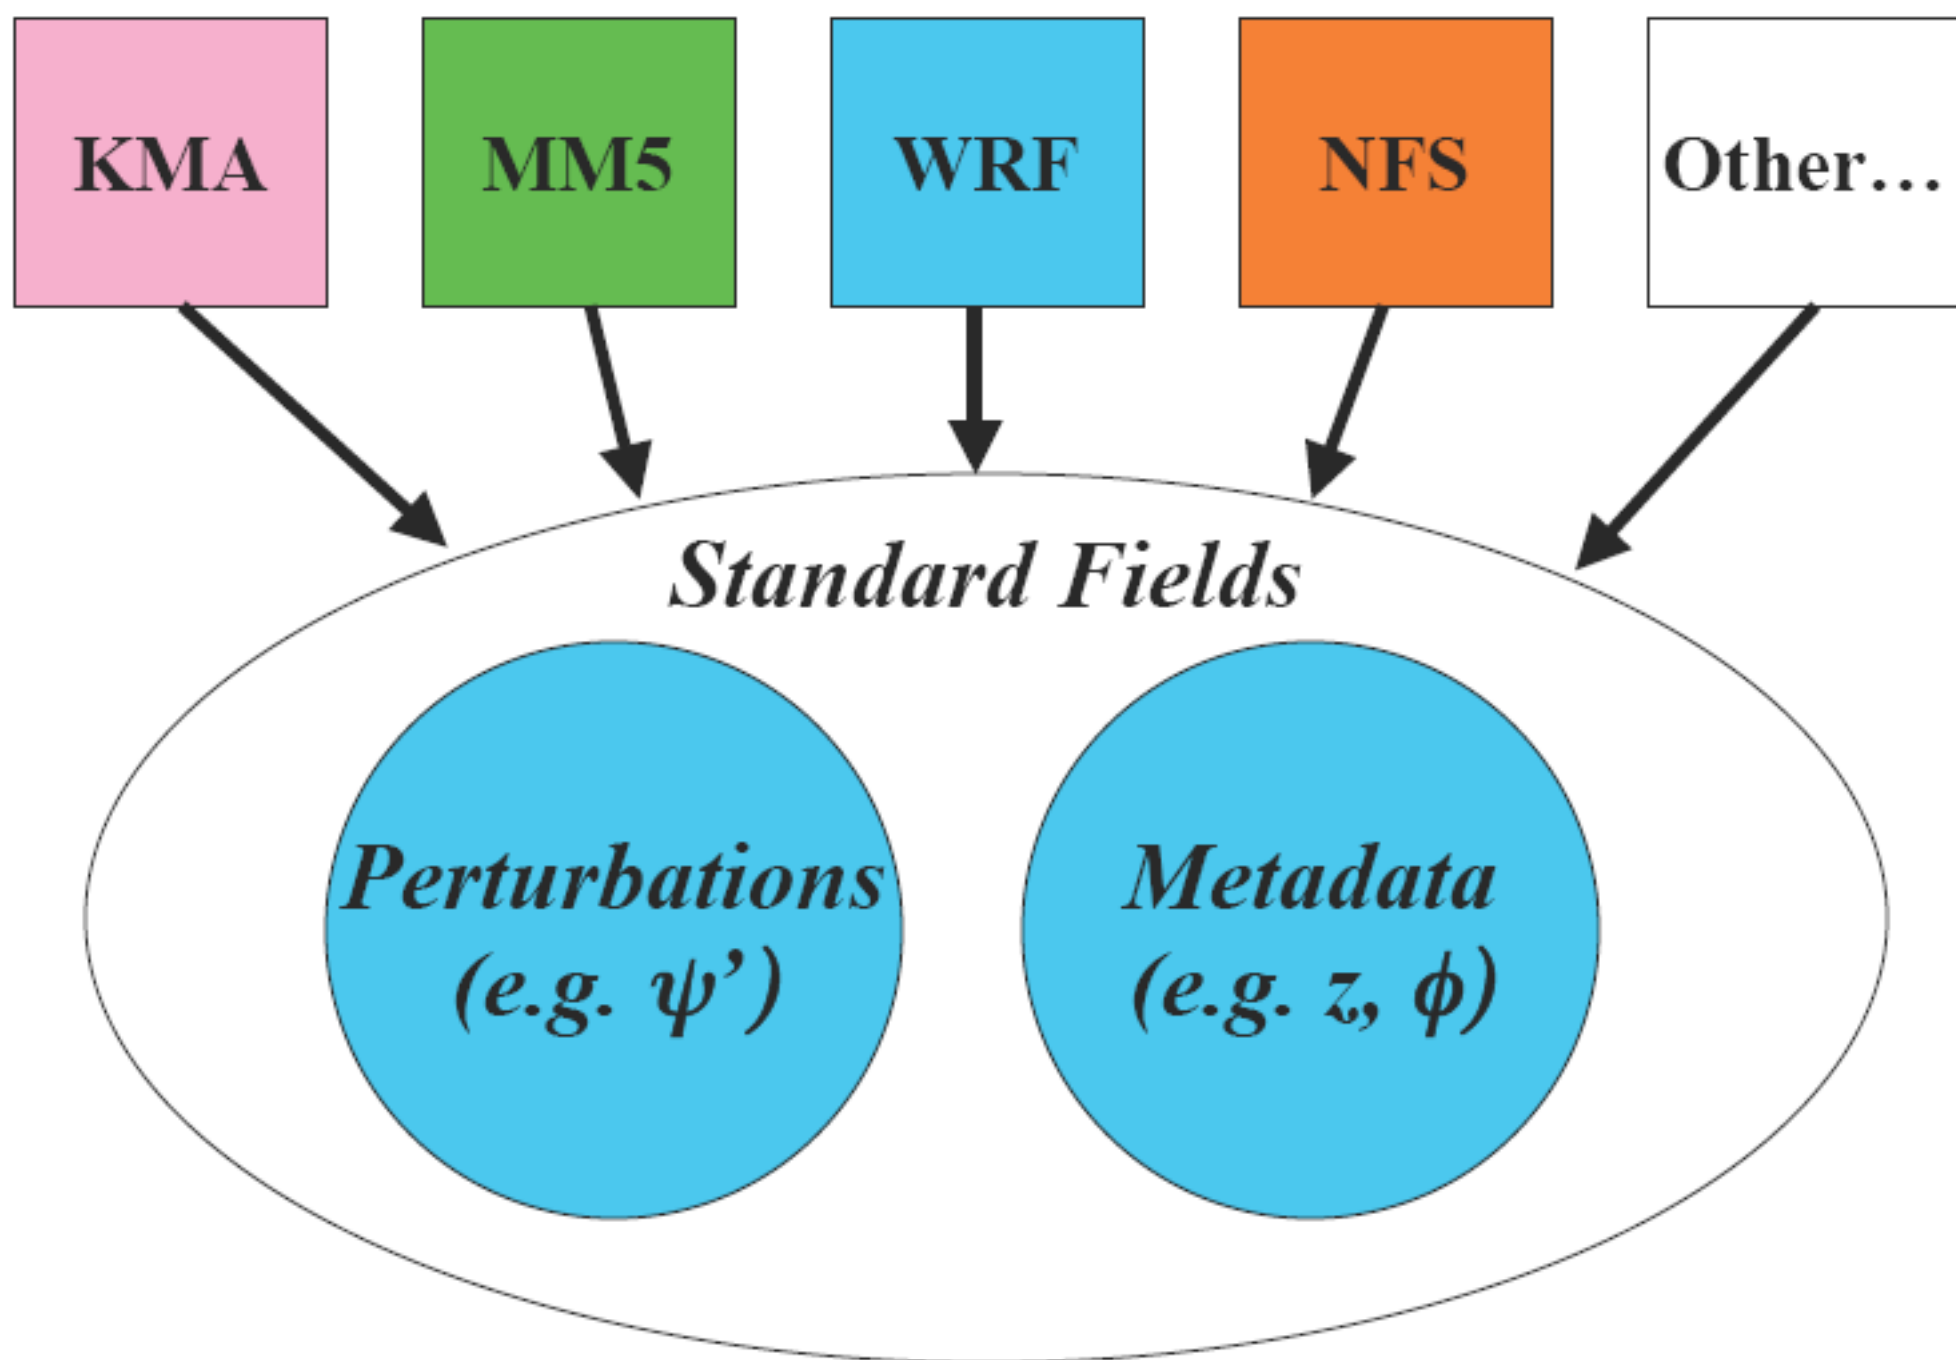 KMA
MM5
WRF
NFS
Other…
Standard Fields
Perturbations
(e.g. ψ’)
Metadata
(e.g. z, ϕ)